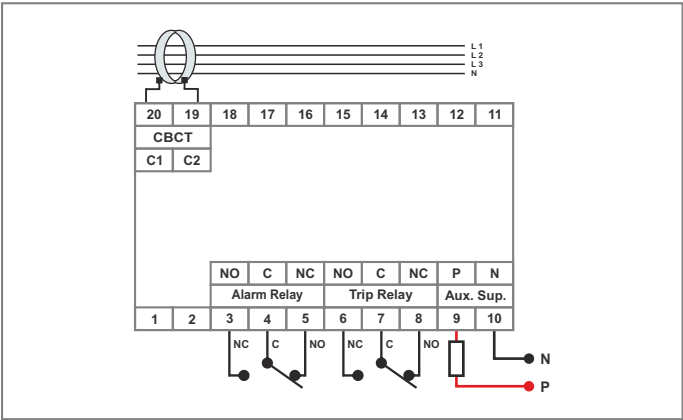 L1
L2
L3
N
20 19 18 17 16 15 14 13 12 11
CBCT
C1 C2
NO C NC NO C NC P N
Alarm Relay Trip Relay Aux. Sup.
1 2 3 4 5 6 7 8 9 10
NC C NO NC C NO
N
P